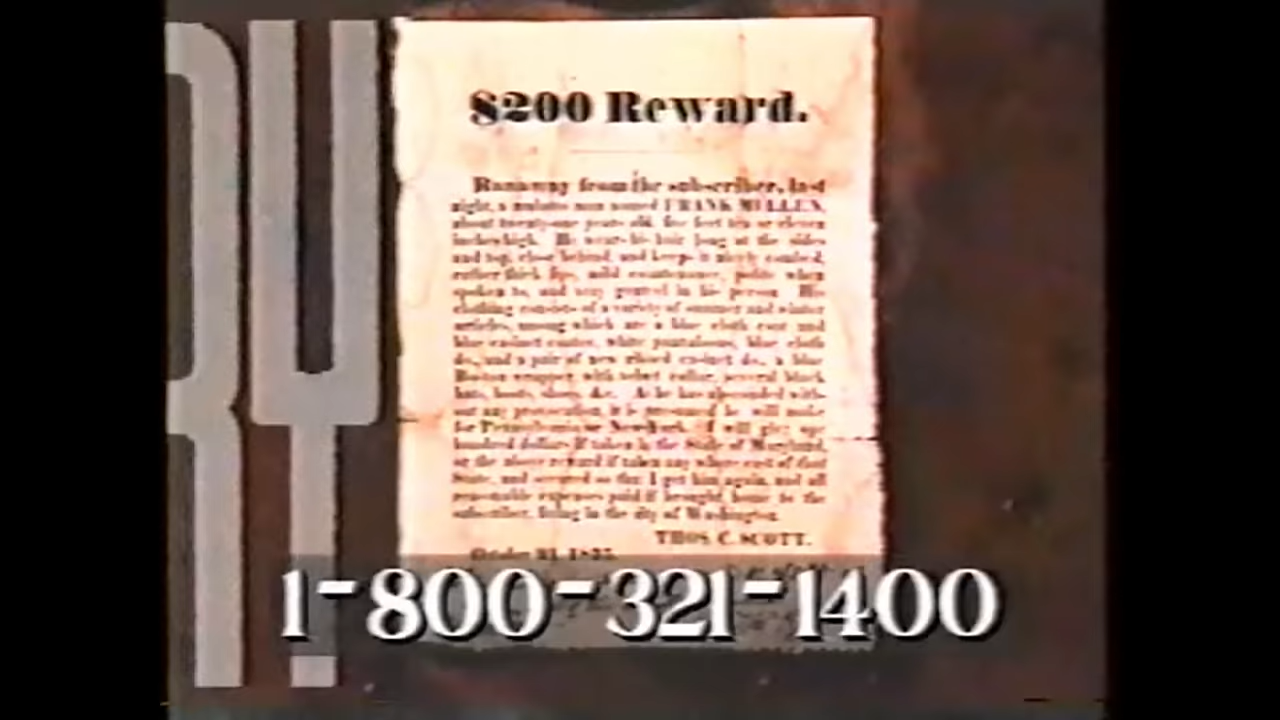 RY
$200 Reward.
Ranaway from the subscriber, last
night, a mulatto man named FRANK MULLEN,
about twenty-one years old, five feet ten or eleven
inches high. He wears his hair long at the sides
and top, close behind, and keeps it nicely combed;
rather thick lips, mild countenance, polite when
spoken to, and very genteel in his person. His
clothing consists of a variety of summer and winter
articles, among which are a blue cloth coat and
blue casinet coatee, white pantaloons, blue cloth
do., and a pair of new ribbed casinet do., a blue
Boston wrapper, with velvet collar, several black
hats, boots, shoes, &c. As he has absconded with-
out any provocation, it is presumed he will make
for Pennsylvania or New-York. I will give one
hundred dollars if taken in the State of Maryland,
or the above reward if taken any where east of that
State, and secured so that I get him again, and all
reasonable expenses paid if brought home to the
subscriber, living in the city of Washington.
THOS. C. SCOTT.
October 21, 1835.
1-800-321-1400